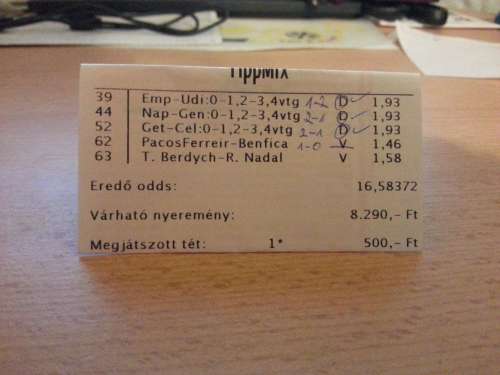 TippMix
39 Emp-Udi:0-1,2-3,4vtg 1-2 D ✓ 1,93
44 Nap-Gen:0-1,2-3,4vtg 2-1 D ✓ 1,93
52 Get-Cel:0-1,2-3,4vtg 2-1 D ✓ 1,93
62 PacosFerreir-Benfica 1-0 V 1,46
63 T. Berdych-R. Nadal V 1,58
Eredő odds: 16,58372
Várható nyeremény: 8.290,- Ft
Megjátszott tét: 1* 500,- Ft